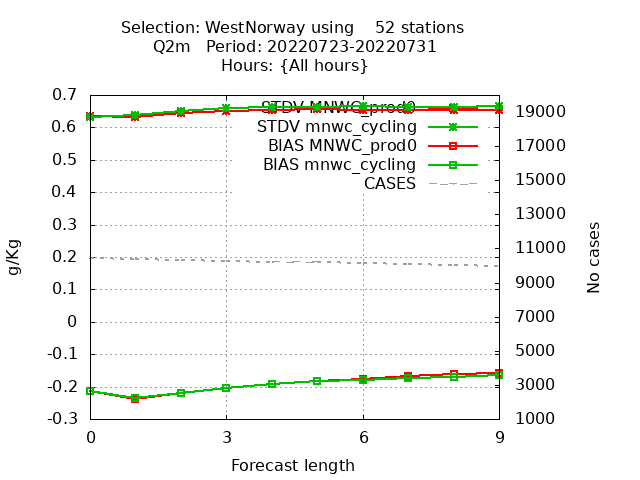 Selection: WestNorway using    52 stations
Q2m   Period: 20220723-20220731
Hours: {All hours}
0.7
0.6
0.5
0.4
0.3
0.2
0.1
0
-0.1
-0.2
-0.3
g/Kg
STDV MNWC_prod0
STDV mnwc_cycling
BIAS MNWC_prod0
BIAS mnwc_cycling
CASES
19000
17000
15000
13000
11000
9000
7000
5000
3000
1000
No cases
0 3 6 9
Forecast length